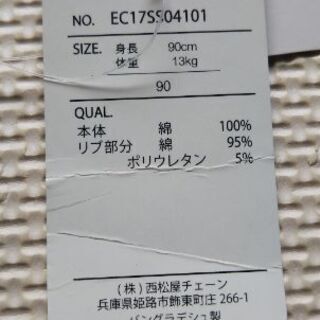 NO. EC17SS04101
SIZE. 身長 90cm
体重 13kg
90
QUAL.
本体 綿 100%
リブ部分 綿 95%
ポリウレタン 5%
(株)西松屋チェーン
兵庫県姫路市飾東町庄 266-1
バングラデシュ製